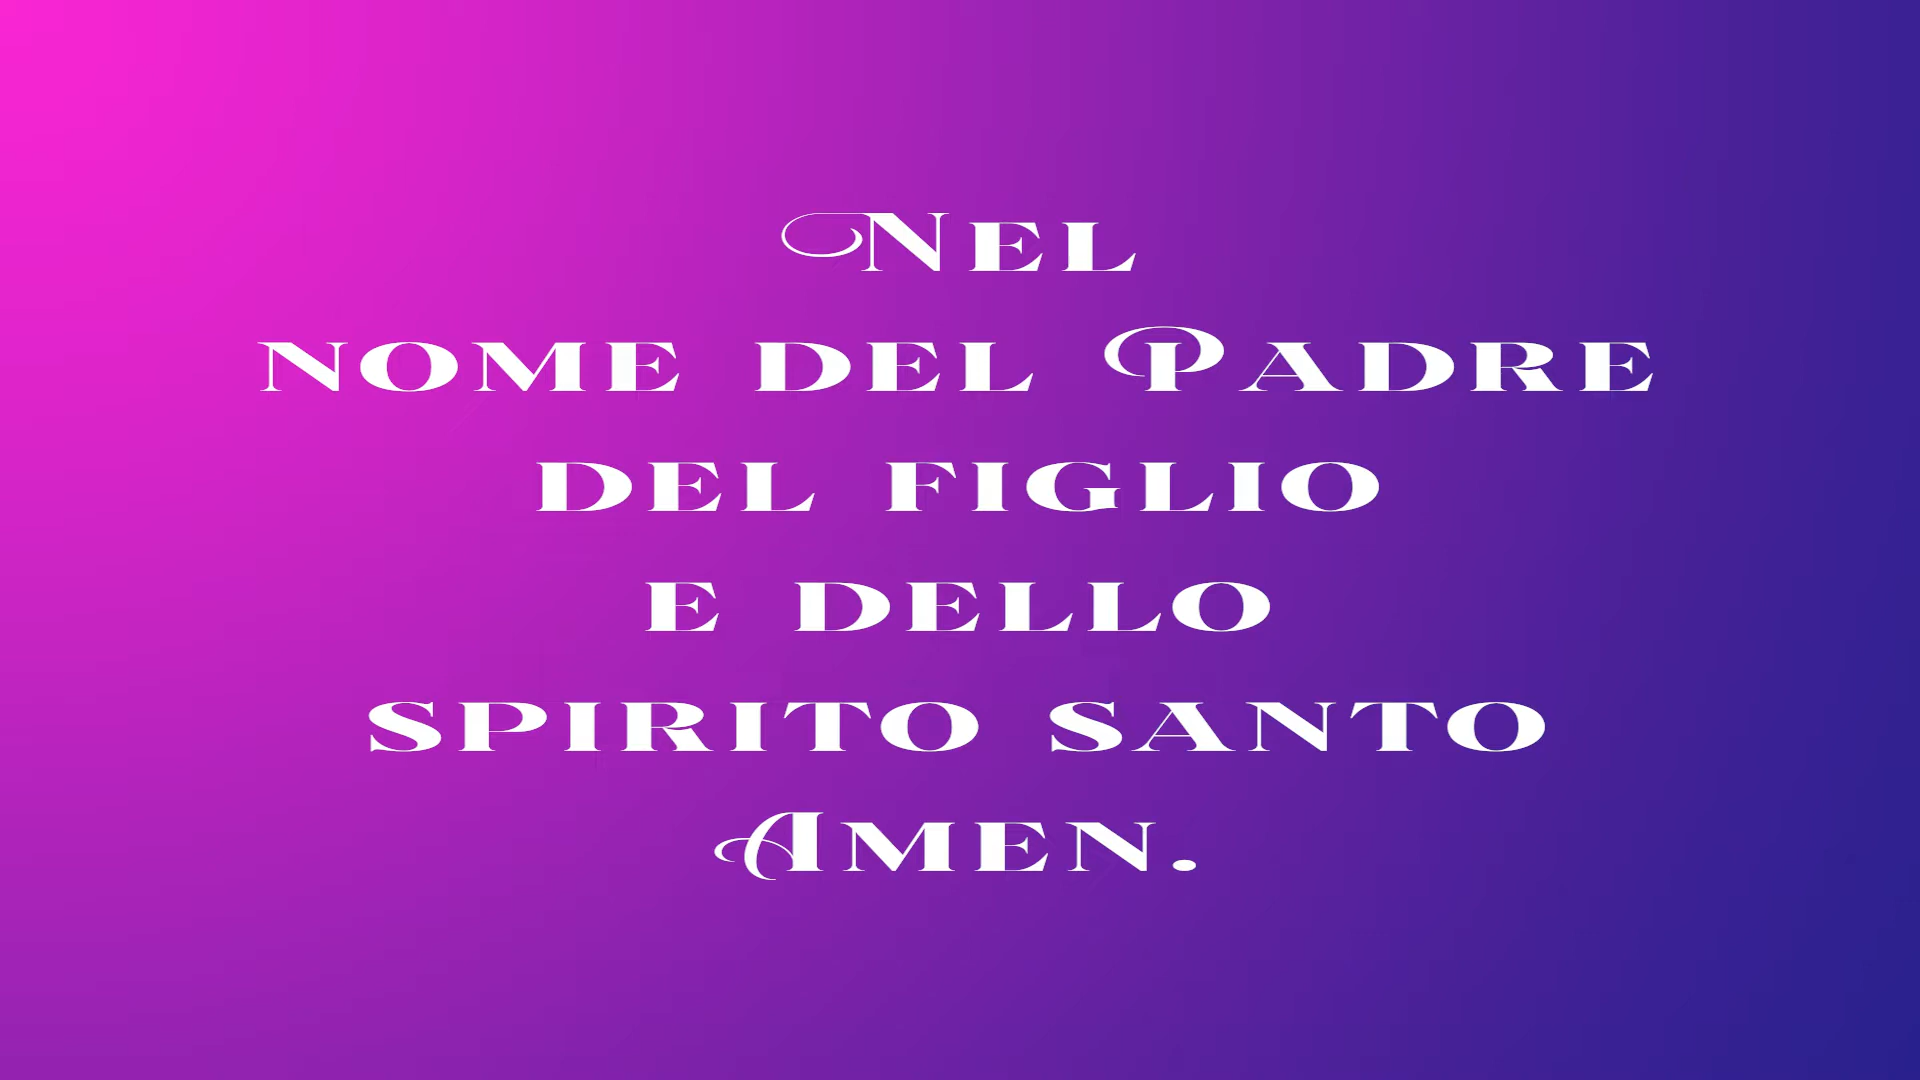 Nel
nome del Padre
del figlio
e dello
spirito santo
Amen.